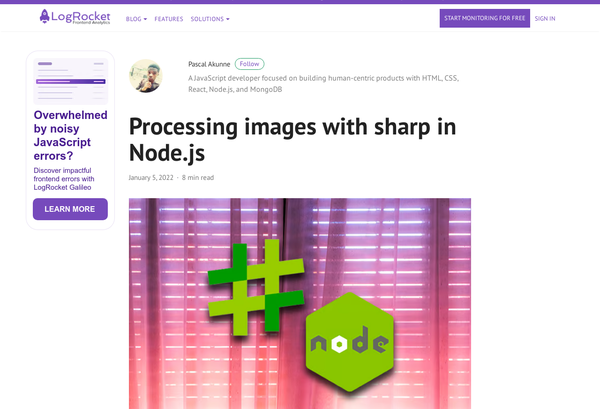 LogRocket
Frontend Analytics
BLOG
FEATURES
SOLUTIONS
START MONITORING FOR FREE
SIGN IN
Overwhelmed
by noisy
JavaScript
errors?
Discover impactful
frontend errors with
LogRocket Galileo
LEARN MORE
Pascal Akunne
Follow
A JavaScript developer focused on building human-centric products with HTML, CSS,
React, Node.js, and MongoDB
Processing images with sharp in
Node.js
January 5, 2022 · 8 min read
#
node